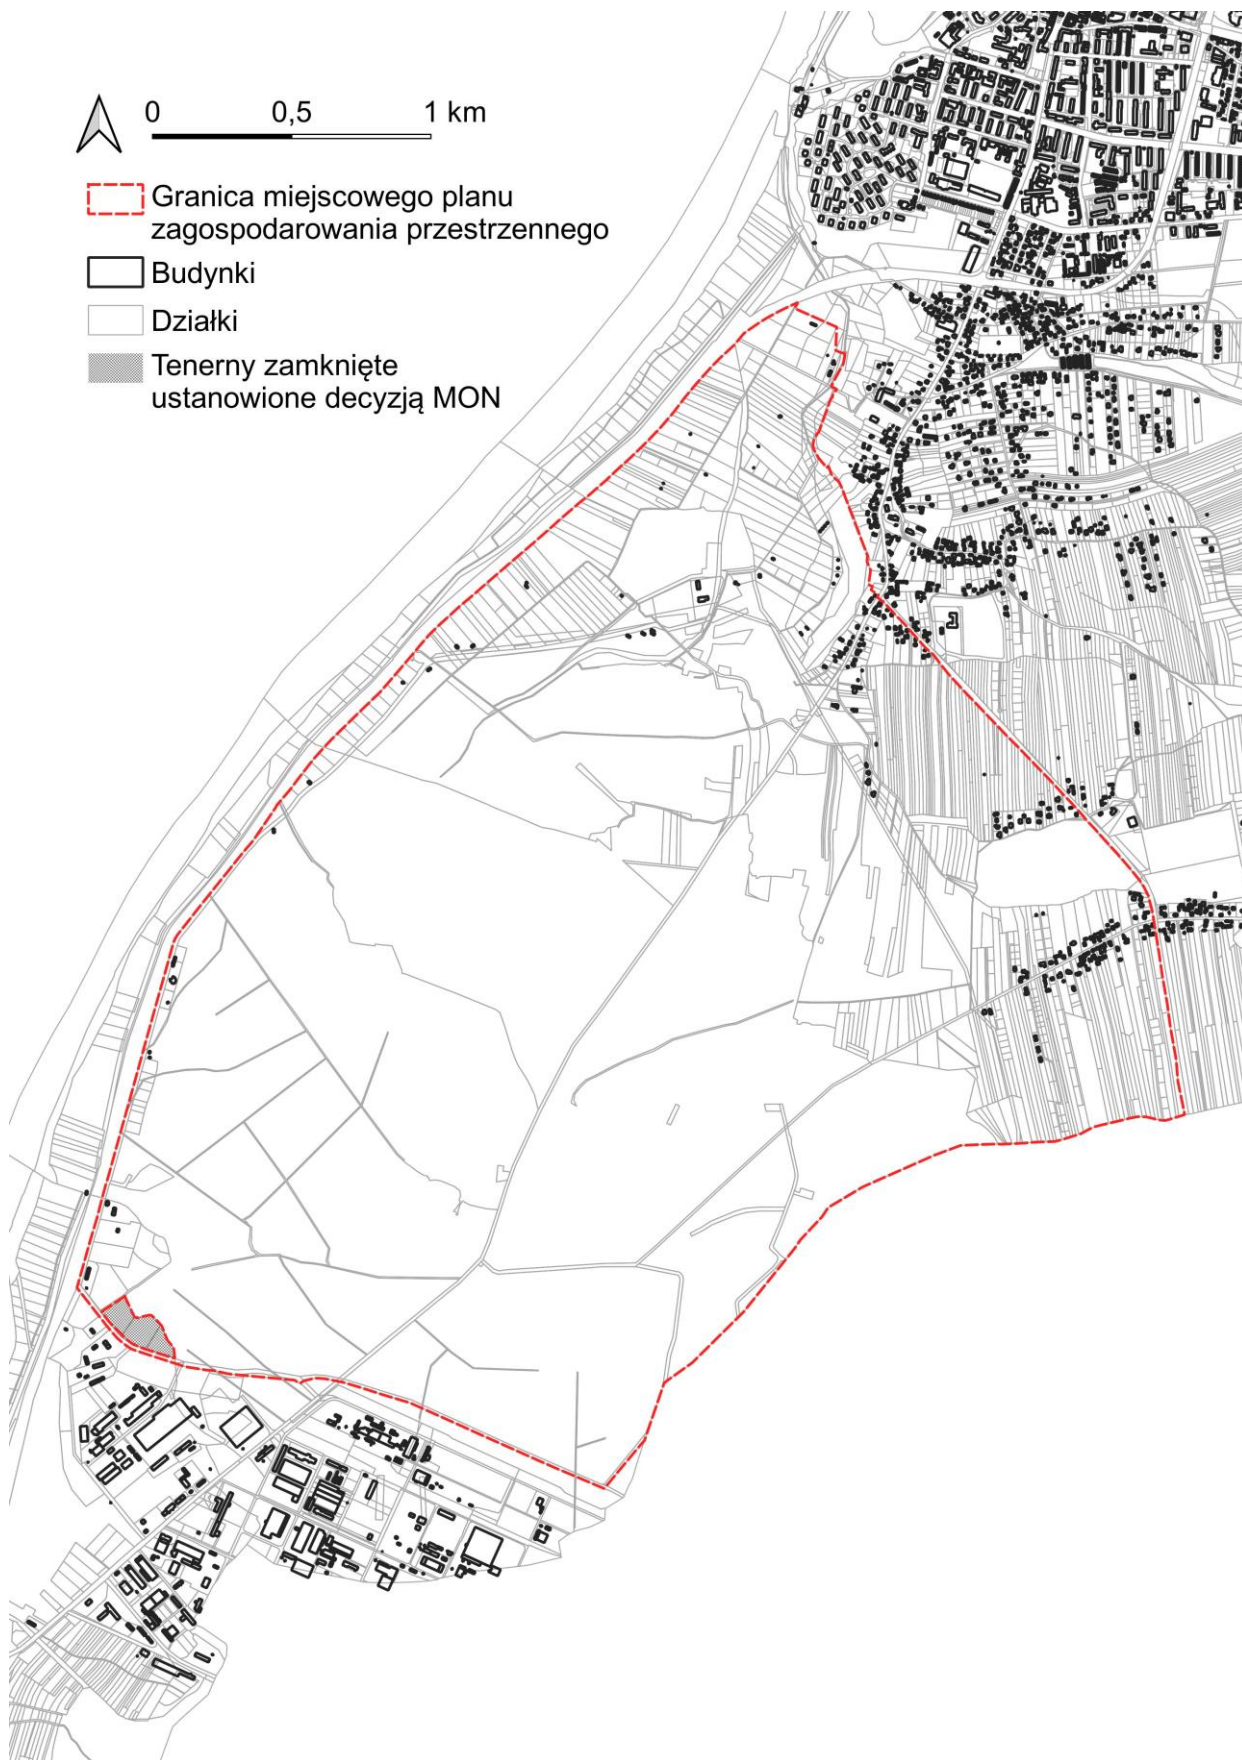 0 0,5 1 km
Granica miejscowego planu
zagospodarowania przestrzennego
Budynki
Działki
Tenerny zamknięte
ustanowione decyzją MON